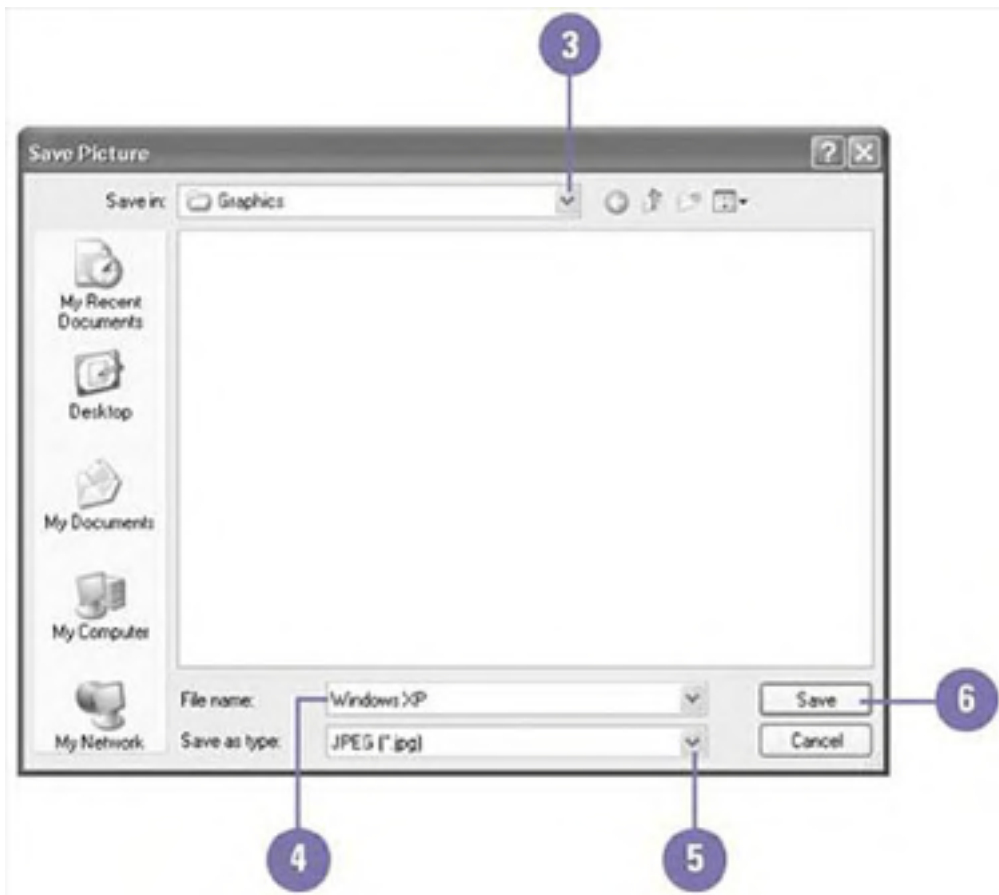 3
Save Picture
Save in:
Graphics
My Recent
Documents
Desktop
My Documents
My Computer
My Network
File name:
Windows XP
Save
Save as type:
JPEG (*.jpg)
Cancel
4
5
6